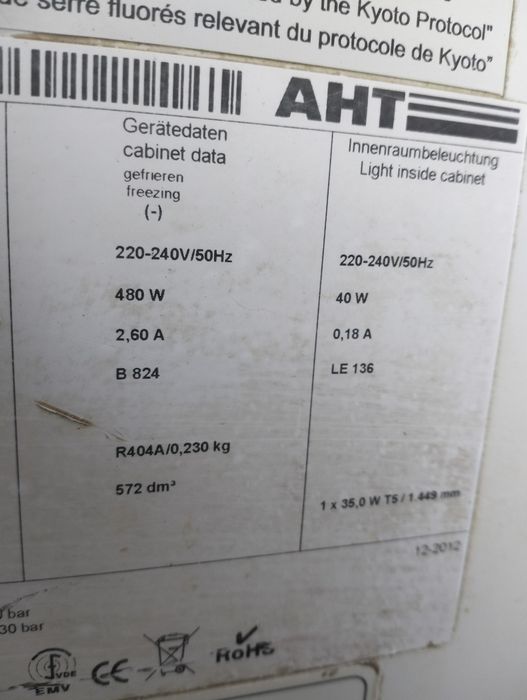 by the Kyoto Protocol"
serre fluorés relevant du protocole de Kyoto"
AHT
Gerätedaten
cabinet data
gefrieren
freezing
(-)
220-240V/50Hz
480 W
2,60 A
B 824
R404A/0,230 kg
572 dm³
Innenraumbeleuchtung
Light inside cabinet
220-240V/50Hz
40 W
0,18 A
LE 136
1 x 35,0 W T5 / 1.449 mm
12-2012
bar
30 bar
VDE
EMV
CE
RoHS